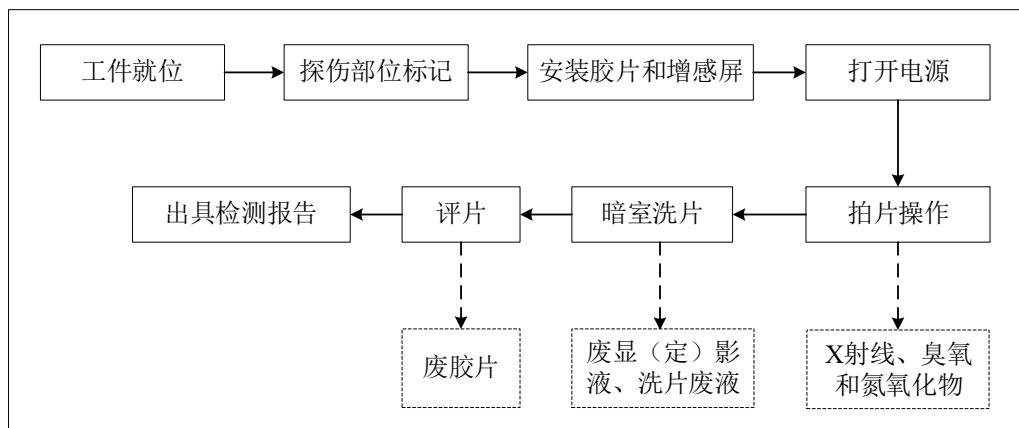 工件就位
探伤部位标记
安装胶片和增感屏
打开电源
出具检测报告
评片
暗室洗片
拍片操作
废胶片
废显（定）影
液、洗片废液
X射线、臭氧
和氮氧化物